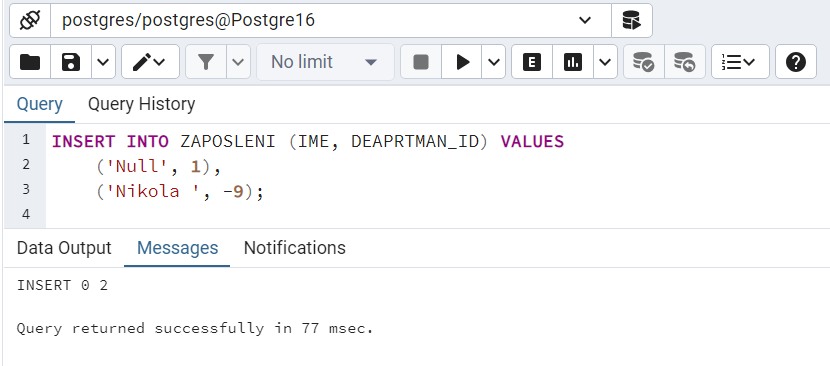 postgres/postgres@Postgre16
No limit
E
Query Query History
1 INSERT INTO ZAPOSLENI (IME, DEAPRTMAN_ID) VALUES
2 ('Null', 1),
3 ('Nikola ', -9);
4
Data Output Messages Notifications
INSERT 0 2
Query returned successfully in 77 msec.